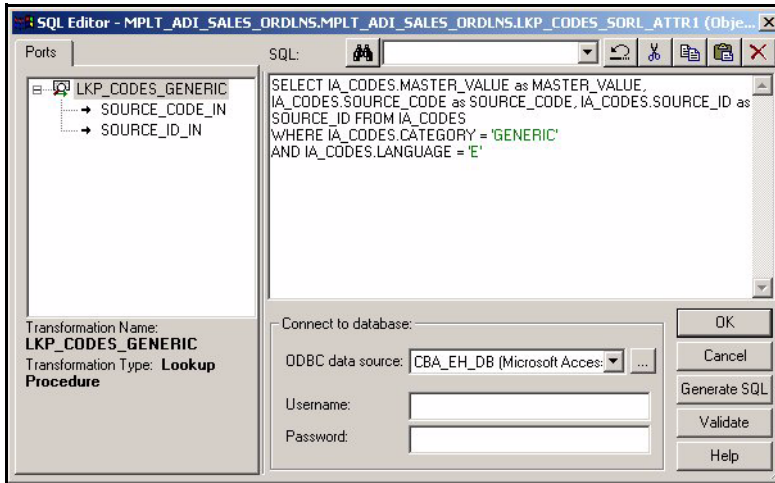 SQL Editor - MPLT_ADI_SALES_ORDLNS.MPLT_ADI_SALES_ORDLNS.LKP_CODES_SORL_ATTR1 (Obje...
Ports
SQL:
LKP_CODES_GENERIC
SOURCE_CODE_IN
SOURCE_ID_IN
SELECT IA_CODES.MASTER_VALUE as MASTER_VALUE,
IA_CODES.SOURCE_CODE as SOURCE_CODE, IA_CODES.SOURCE_ID as
SOURCE_ID FROM IA_CODES
WHERE IA_CODES.CATEGORY = 'GENERIC'
AND IA_CODES.LANGUAGE = 'E'
Transformation Name:
LKP_CODES_GENERIC
Transformation Type: Lookup
Procedure
Connect to database:
ODBC data source: CBA_EH_DB (Microsoft Acces: ...
Username:
Password:
OK
Cancel
Generate SQL
Validate
Help